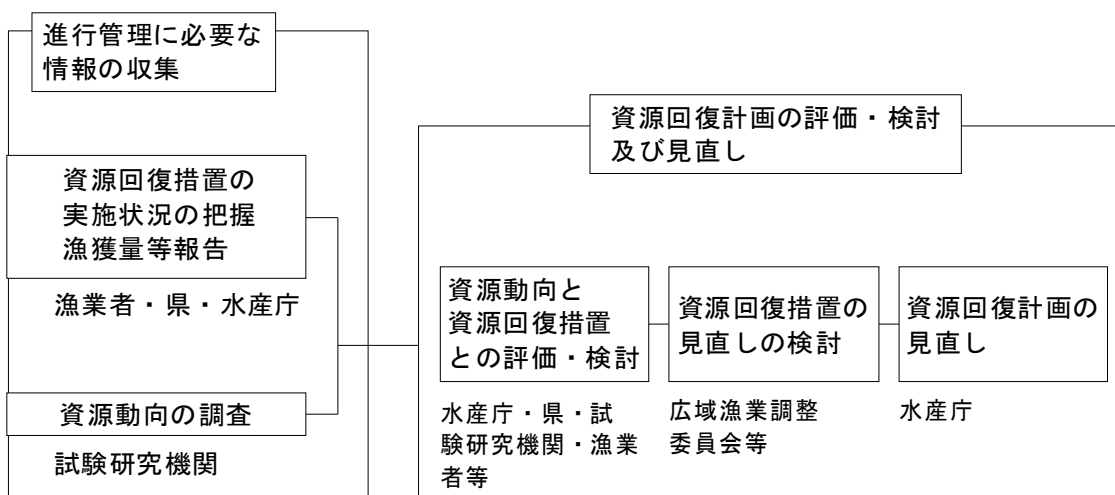 進行管理に必要な
情報の収集
資源回復措置の
実施状況の把握
漁獲量等報告
漁業者・県・水産庁
資源動向の調査
試験研究機関
資源回復計画の評価・検討
及び見直し
資源動向と
資源回復措置
との評価・検討
水産庁・県・試
験研究機関・漁業
者等
資源回復措置の
見直しの検討
広域漁業調整
委員会等
資源回復計画の
見直し
水産庁